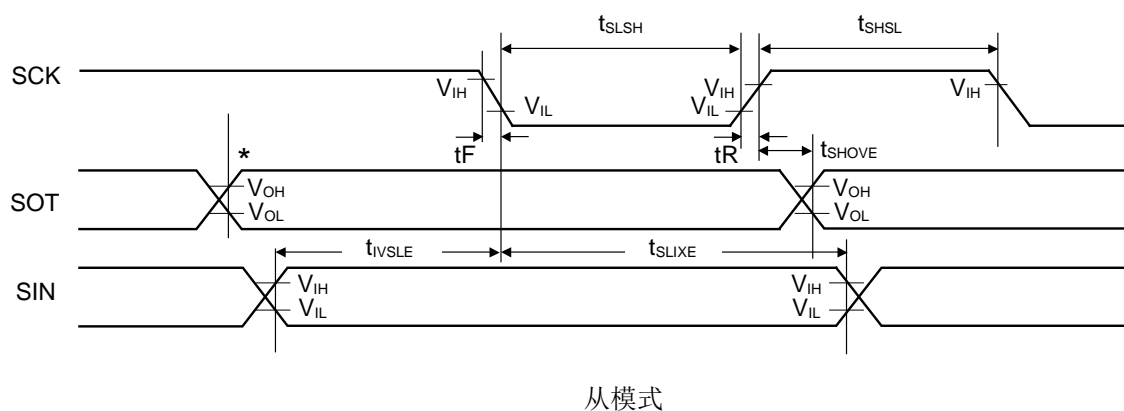 tSLSH tSHSL
SCK VIH VIL VIH VIL VIH
tF tR tSHOVE
*
SOT VOH VOL VOH VOL
tIVSLE tSLIXE
SIN VIH VIL VIH VIL
从模式